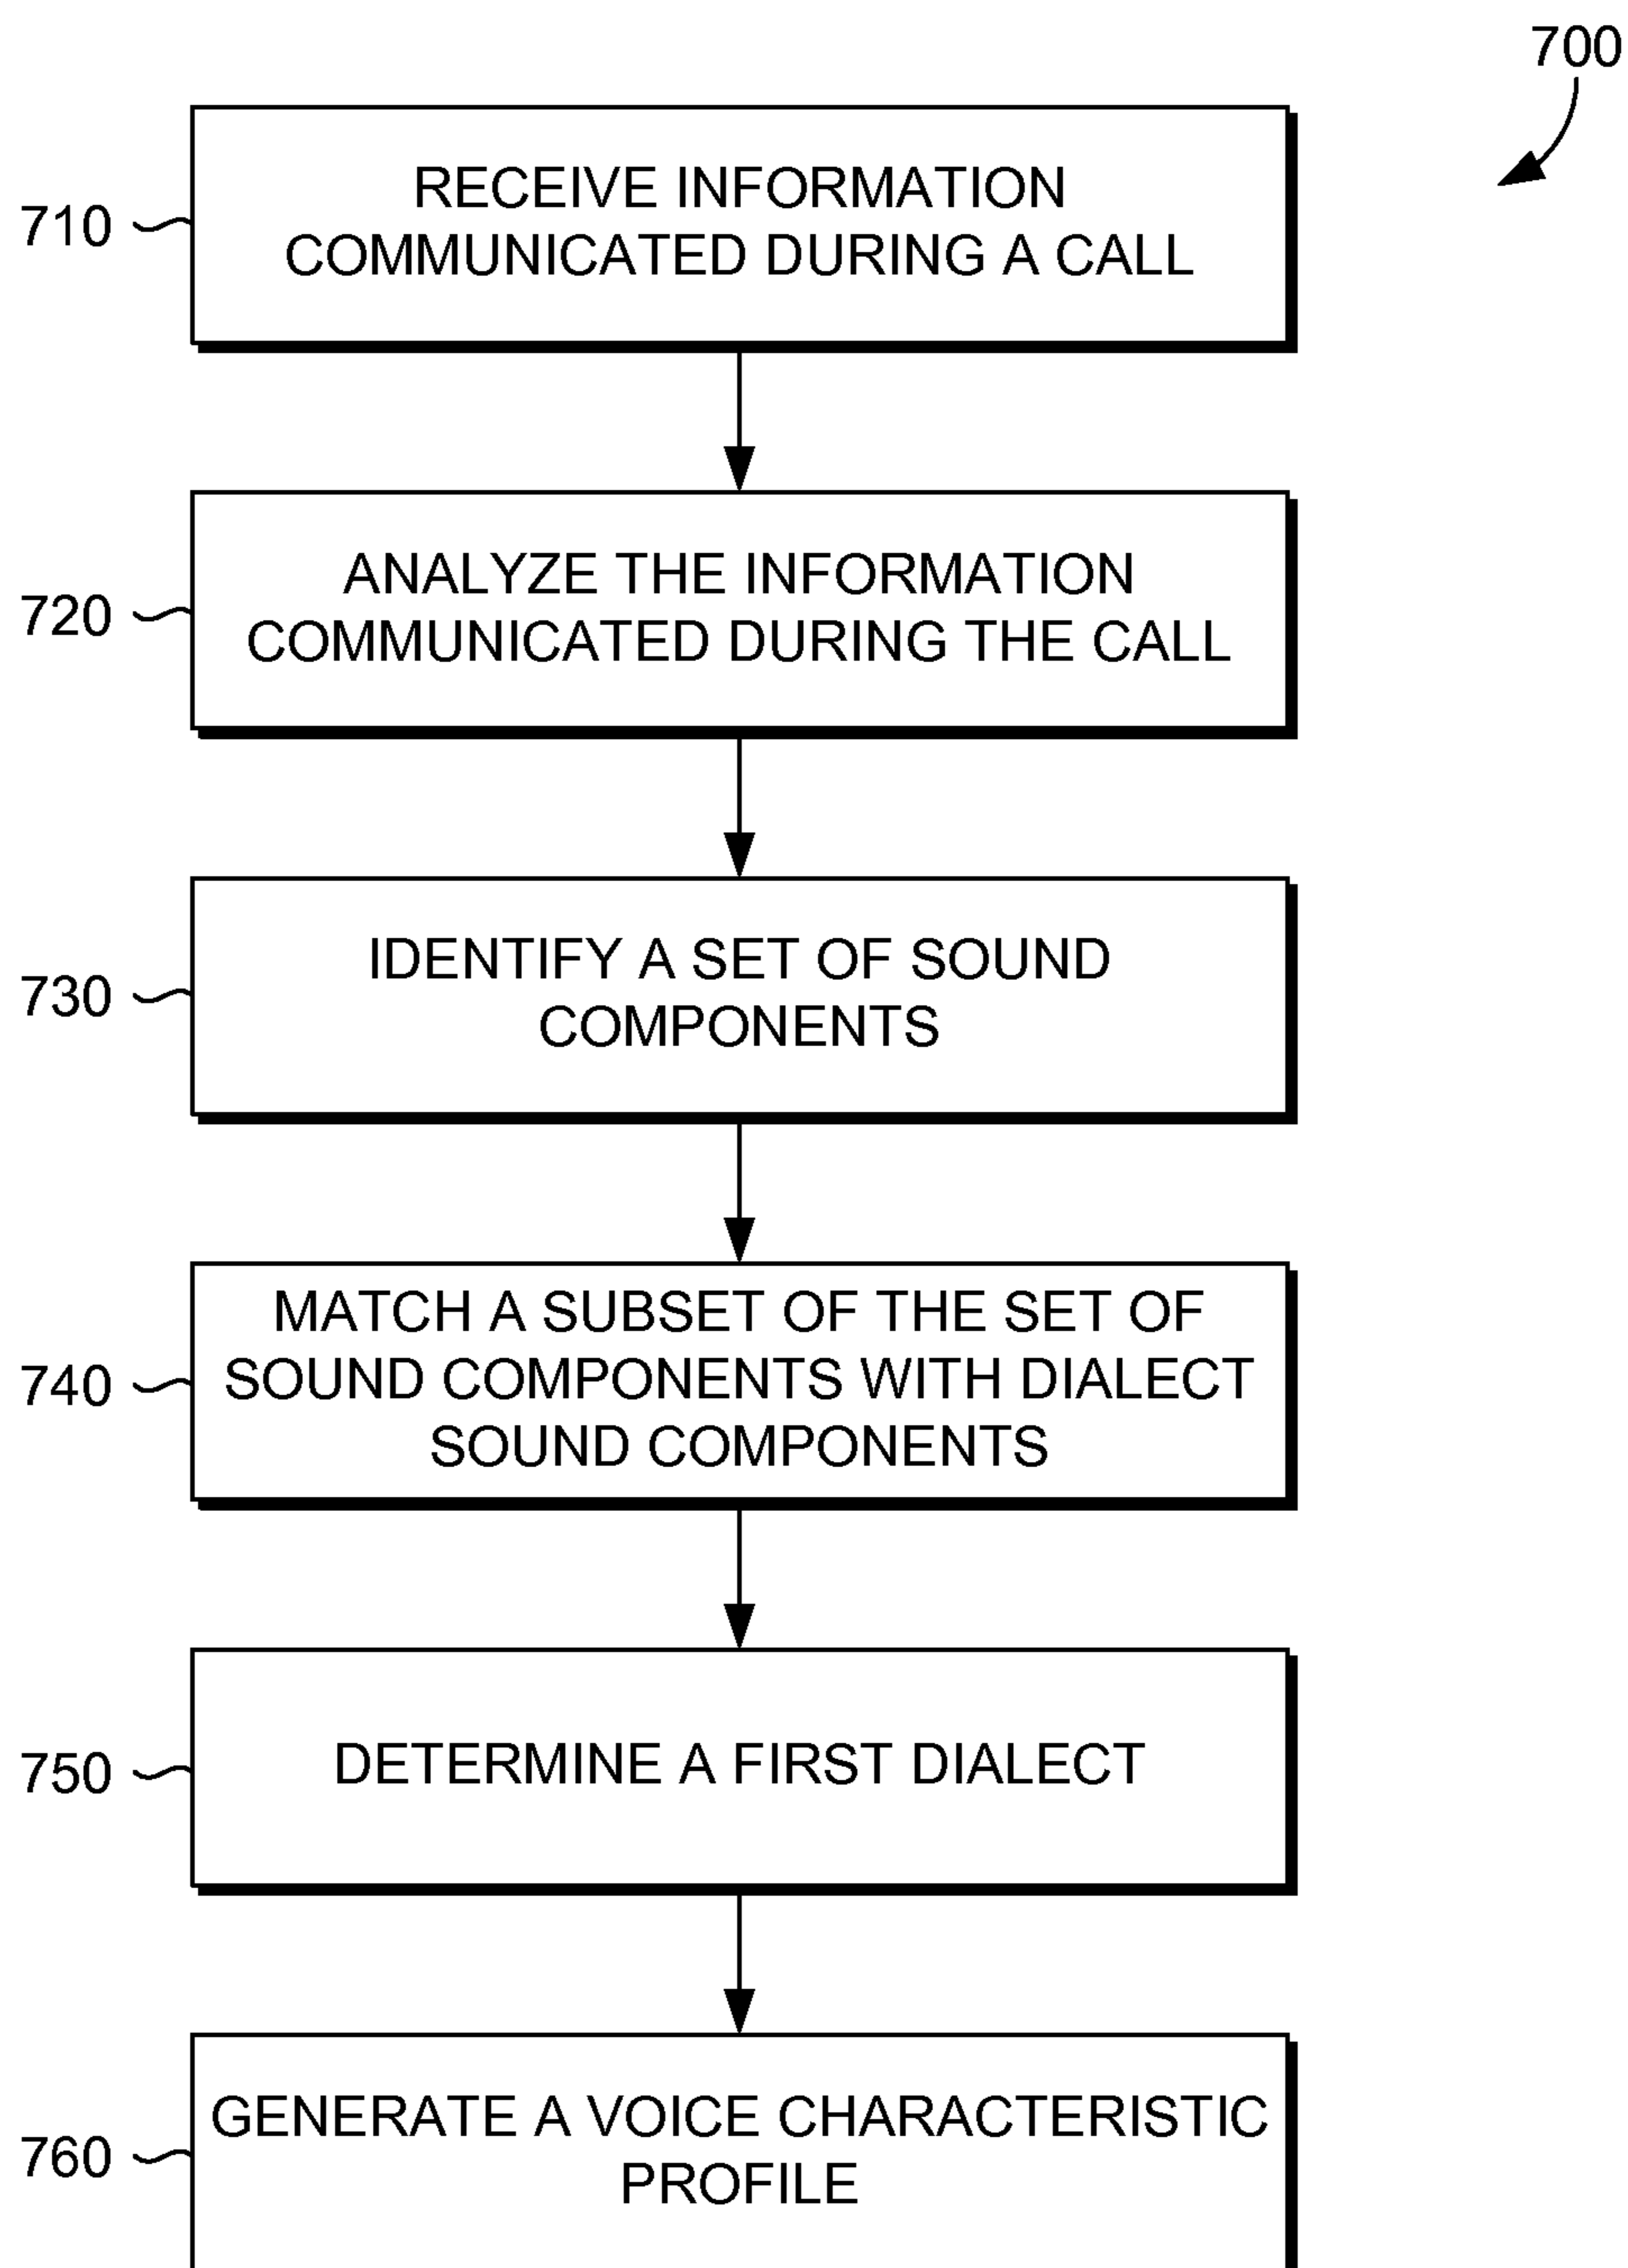 700
710
RECEIVE INFORMATION
COMMUNICATED DURING A CALL
720
ANALYZE THE INFORMATION
COMMUNICATED DURING THE CALL
730
IDENTIFY A SET OF SOUND
COMPONENTS
740
MATCH A SUBSET OF THE SET OF
SOUND COMPONENTS WITH DIALECT
SOUND COMPONENTS
750
DETERMINE A FIRST DIALECT
760
GENERATE A VOICE CHARACTERISTIC
PROFILE